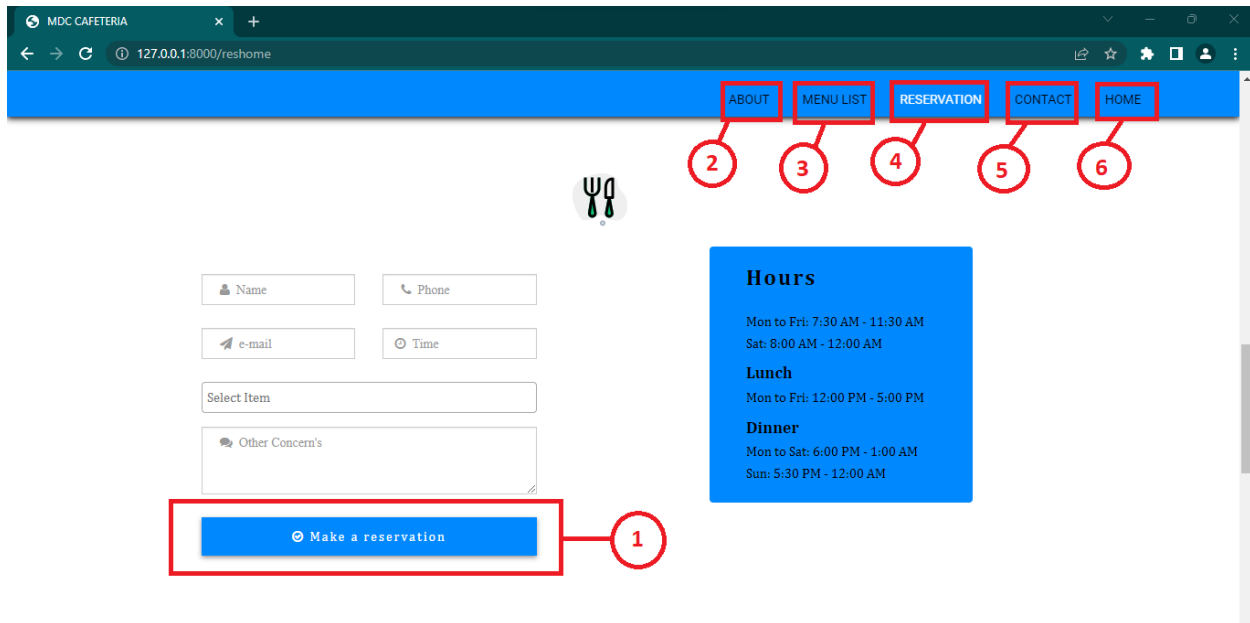 MDC CAFETERIA
127.0.0.1:8000/reshome
ABOUT MENU LIST RESERVATION CONTACT HOME
2 3 4 5 6
Name Phone
e-mail Time
Select Item
Other Concern's
Make a reservation
1
Hours
Mon to Fri: 7:30 AM - 11:30 AM
Sat: 8:00 AM - 12:00 AM
Lunch
Mon to Fri: 12:00 PM - 5:00 PM
Dinner
Mon to Sat: 6:00 PM - 1:00 AM
Sun: 5:30 PM - 12:00 AM